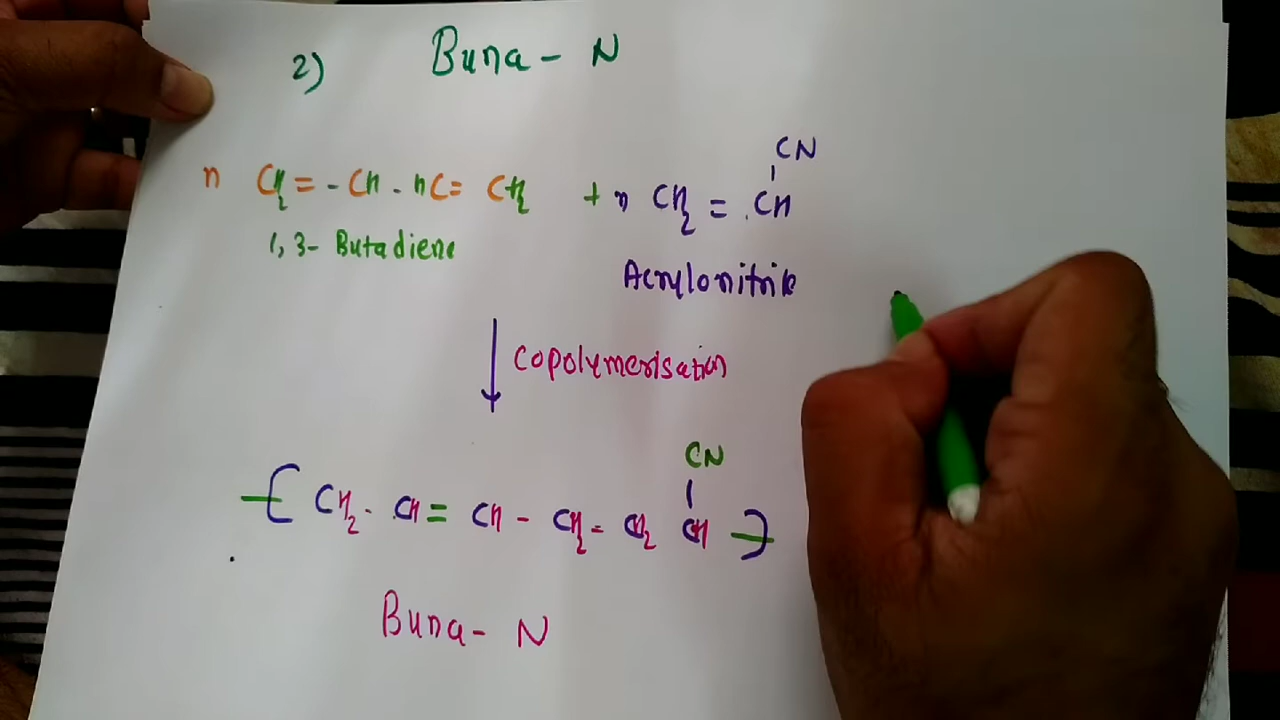 2) Buna - N
CN
n CH2 = - CH - HC = CH2 + n CH2 = CH
1, 3- Butadiene
Acrylonitrile
Copolymerisation
CN
-[ CH2 - CH = CH - CH2 - CH2 CH ]-
Buna - N